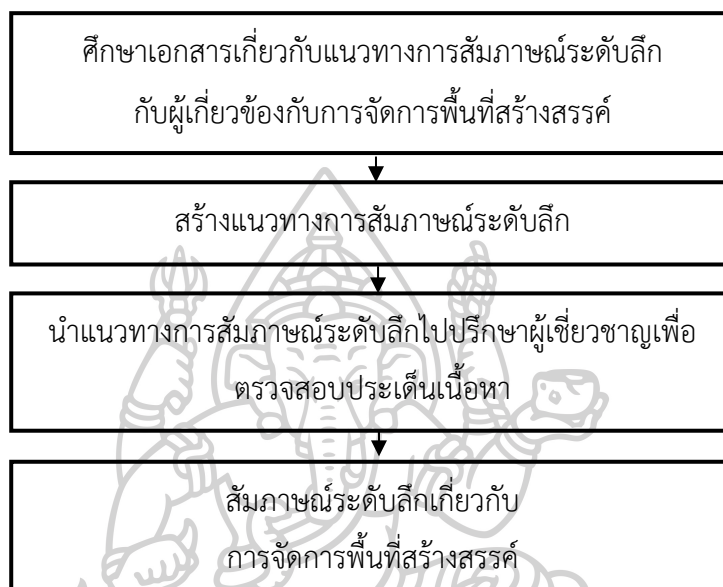 ศึกษาเอกสารเกี่ยวกับแนวทางการสัมภาษณ์ระดับลึก
กับผู้เกี่ยวข้องกับการจัดการพื้นที่สร้างสรรค์
สร้างแนวทางการสัมภาษณ์ระดับลึก
นำแนวทางการสัมภาษณ์ระดับลึกไปปรึกษาผู้เชี่ยวชาญเพื่อ
ตรวจสอบประเด็นเนื้อหา
สัมภาษณ์ระดับลึกเกี่ยวกับ
การจัดการพื้นที่สร้างสรรค์